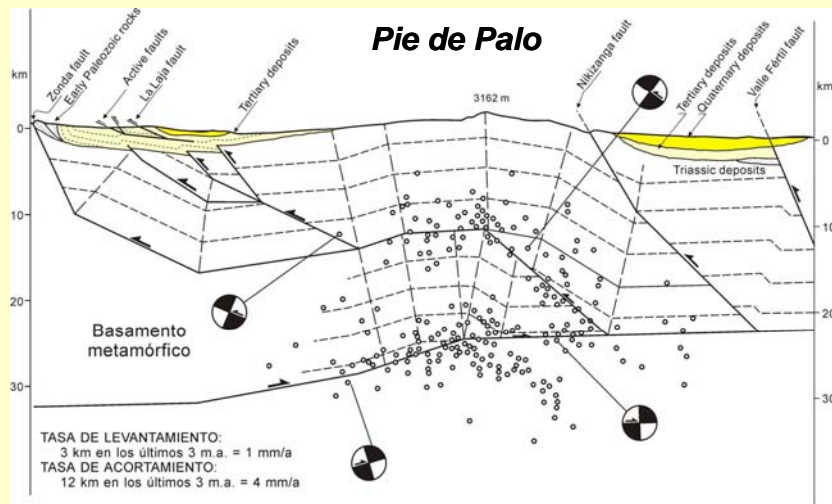 Pie de Palo
km
Zonda fault
Early Paleozoic rocks
Active faults
La Laja fault
Tertiary deposits
3162 m
Nikizanga fault
Tertiary deposits
Quaternary deposits
Valle Fértil fault
km
0
0
Triassic deposits
10
10
20
20
Basamento
metamórfico
30
30
TASA DE LEVANTAMIENTO:
3 km en los últimos 3 m.a. = 1 mm/a
TASA DE ACORTAMIENTO:
12 km en los últimos 3 m.a. = 4 mm/a